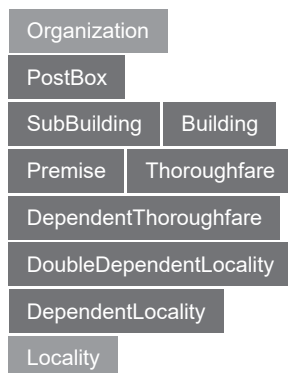 Organization
PostBox
SubBuilding Building
Premise Thoroughfare
DependentThoroughfare
DoubleDependentLocality
DependentLocality
Locality